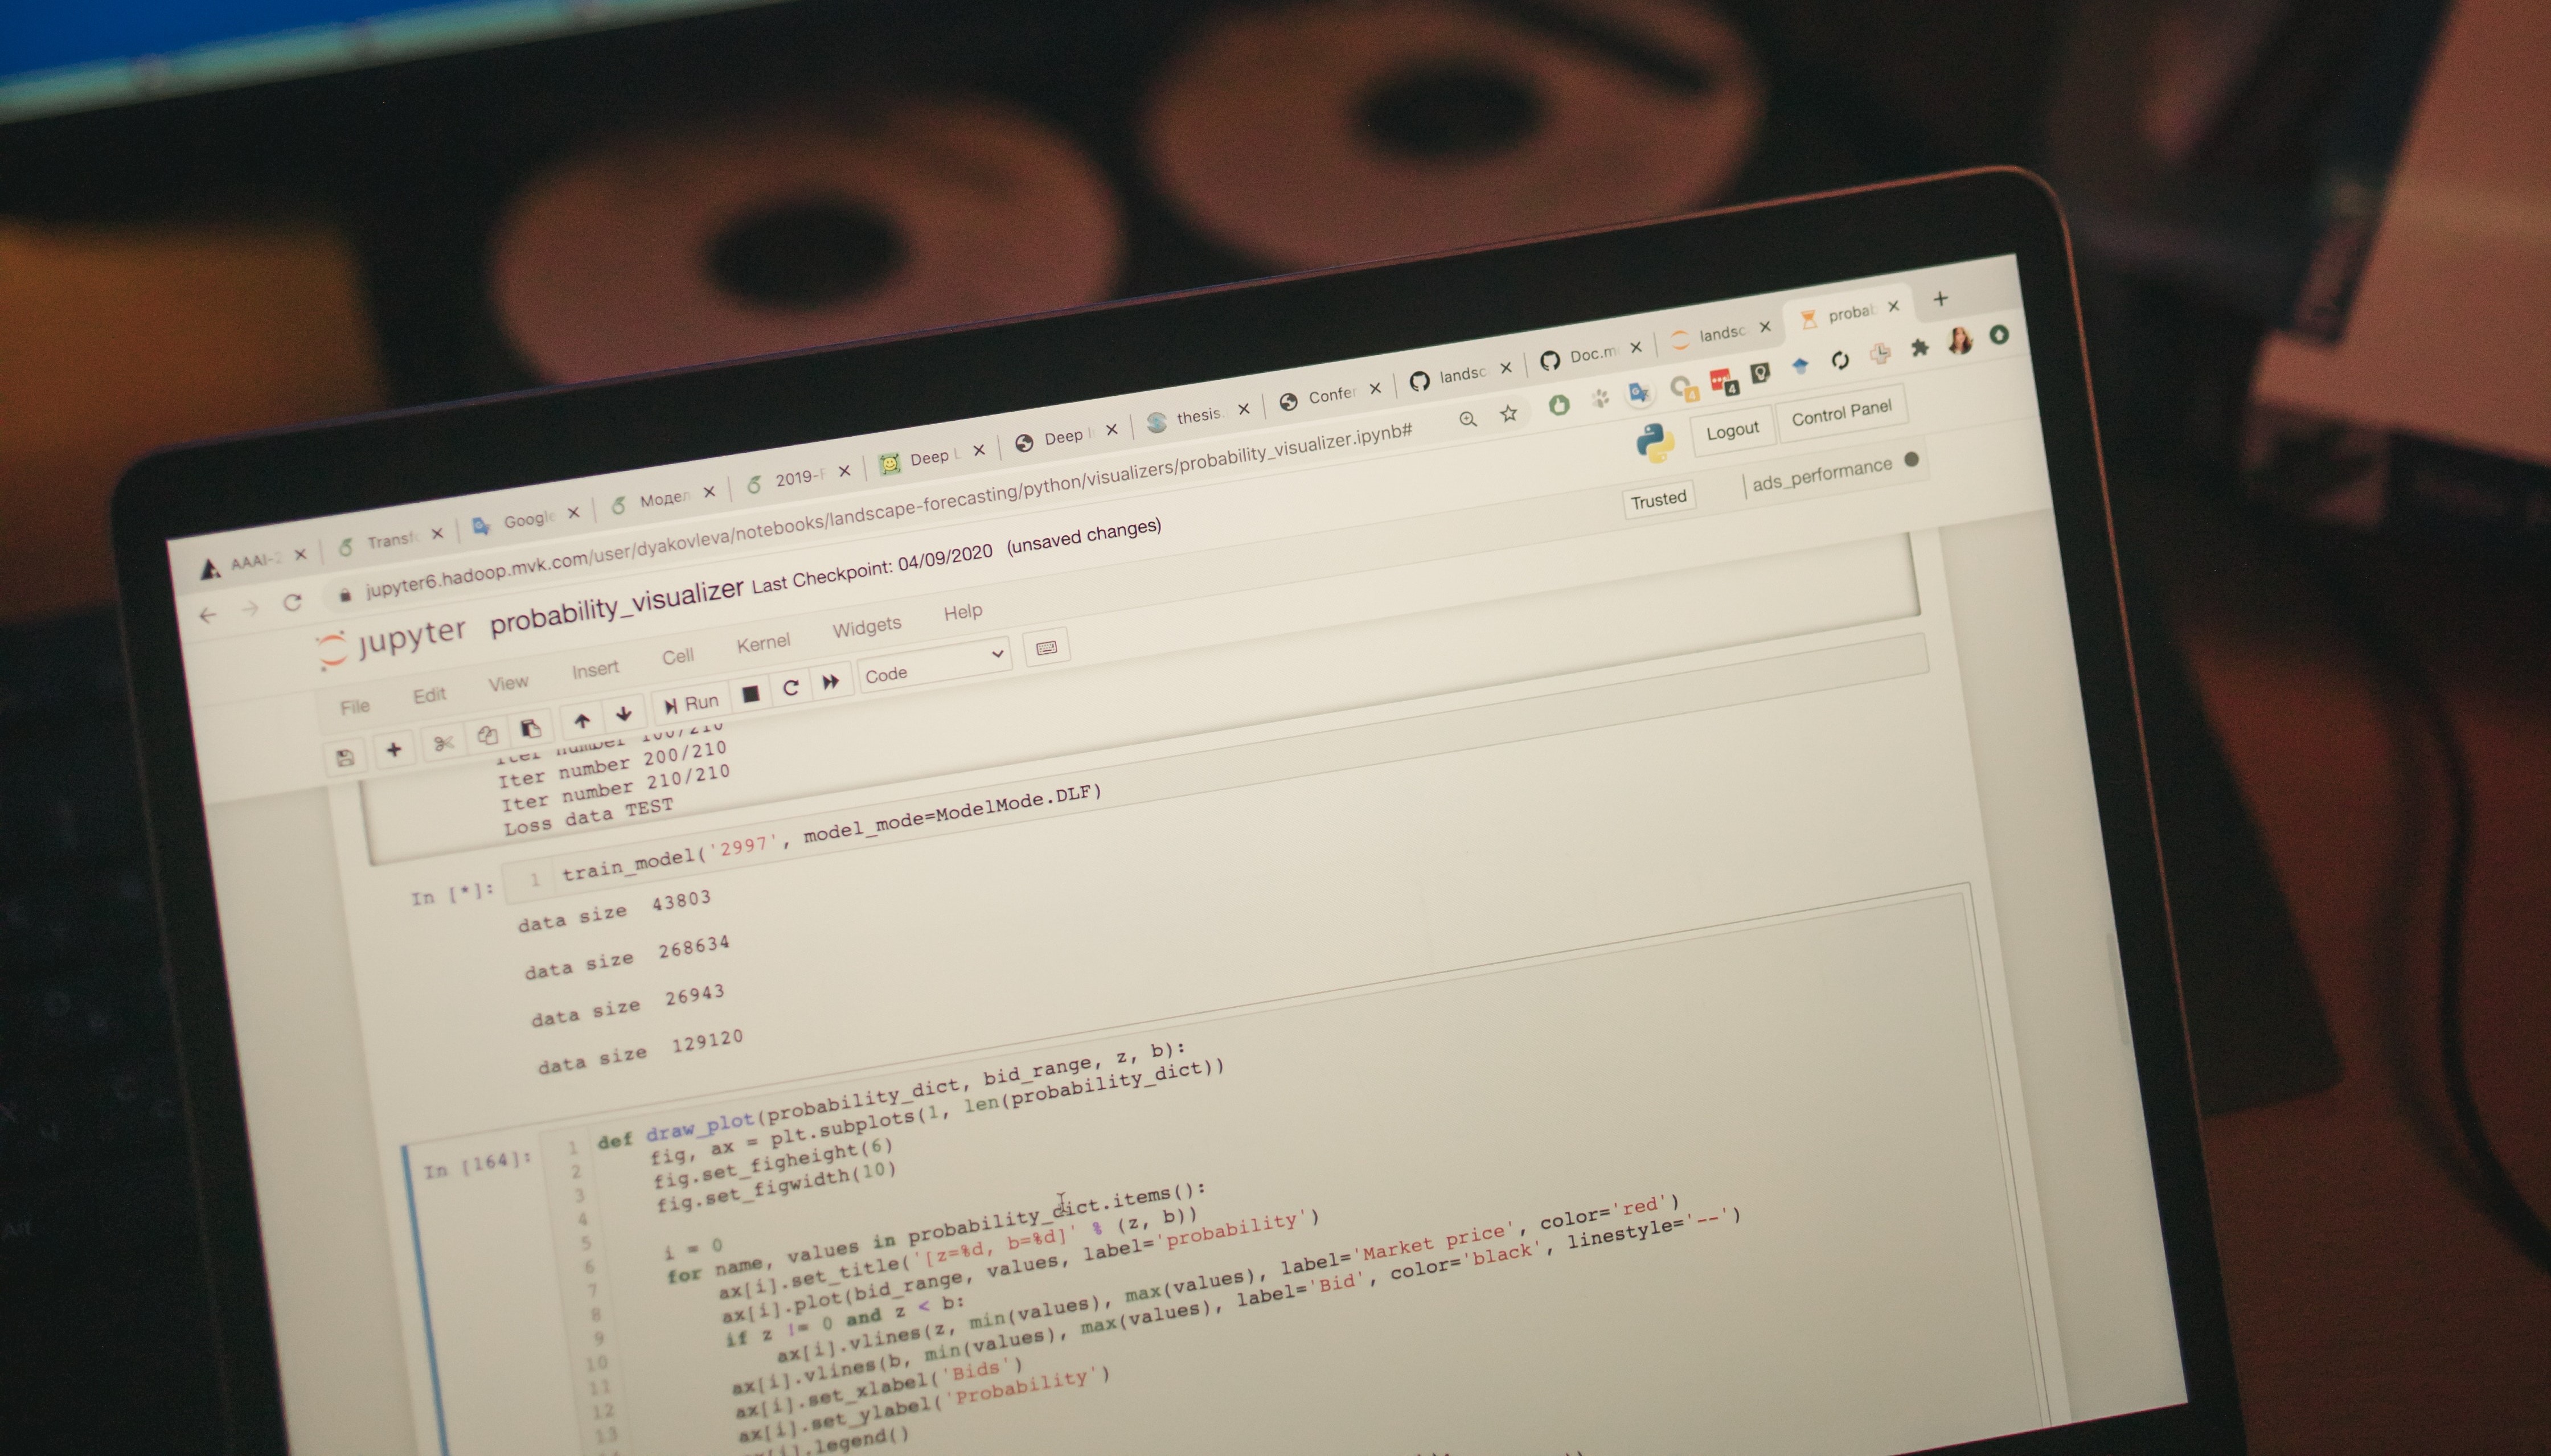 AAAI-2
Transf
Google
Модел
2019-F
Deep L
Deep
thesis.
Confer
landsc
Doc.m
landsc
probab
jupyter6.hadoop.mvk.com/user/dyakovleva/notebooks/landscape-forecasting/python/visualizers/probability_visualizer.ipynb#
4
4
jupyter probability_visualizer Last Checkpoint: 04/09/2020 (unsaved changes)
Logout
Control Panel
File Edit View Insert Cell Kernel Widgets Help
Trusted
ads_performance
Run
Code
Iter number 100/210
Iter number 200/210
Iter number 210/210
Loss data TEST
In [*]: 1 train_model('2997', model_mode=ModelMode.DLF)
data size 43803
data size 268634
data size 26943
data size 129120
In [164]: 1 def draw_plot(probability_dict, bid_range, z, b):
2 fig, ax = plt.subplots(1, len(probability_dict))
3 fig.set_figheight(6)
4 fig.set_figwidth(10)
5
6 i = 0
7 for name, values in probability_dict.items():
8 ax[i].set_title('[z=%d, b=%d]' % (z, b))
9 ax[i].plot(bid_range, values, label='probability')
10 if z != 0 and z < b:
11 ax[i].vlines(z, min(values), max(values), label='Market price', color='red')
12 ax[i].vlines(b, min(values), max(values), label='Bid', color='black', linestyle='--')
13 ax[i].set_xlabel('Bids')
ax[i].set_ylabel('Probability')
ax[i].legend()